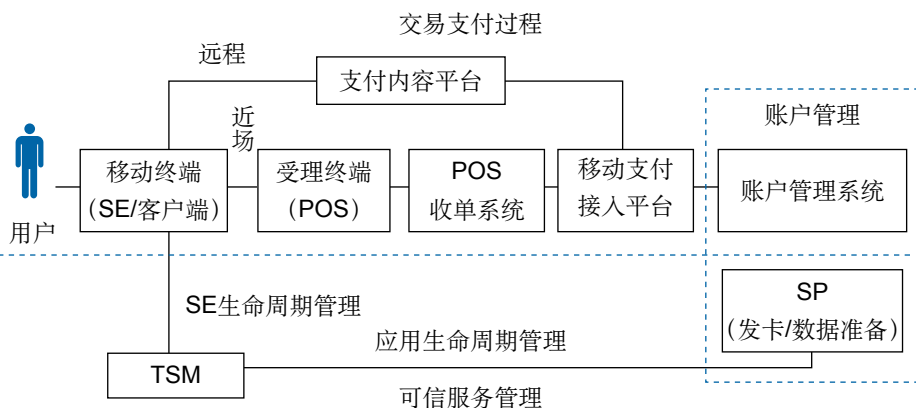 交易支付过程
远程
支付内容平台
近场
账户管理
移动终端
（SE/客户端）
受理终端
（POS）
POS
收单系统
移动支付
接入平台
账户管理系统
用户
SE生命周期管理
SP
（发卡/数据准备）
应用生命周期管理
TSM
可信服务管理